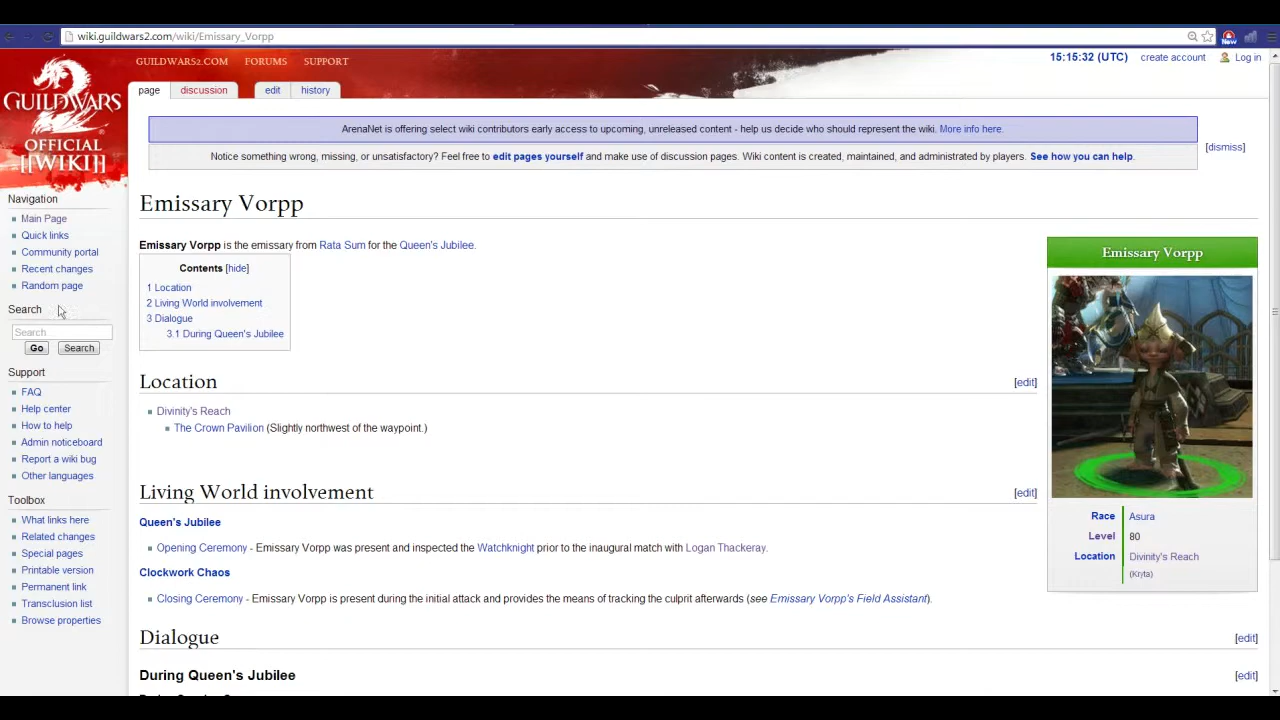 wiki.guildwars2.com/wiki/Emissary_Vorpp
New
GUILDWARS2.COM FORUMS SUPPORT
15:15:32 (UTC) create account Log in
GUILDWARS
2
OFFICIAL
[[WIKI]]
page discussion edit history
ArenaNet is offering select wiki contributors early access to upcoming, unreleased content - help us decide who should represent the wiki. More info here.
Notice something wrong, missing, or unsatisfactory? Feel free to edit pages yourself and make use of discussion pages. Wiki content is created, maintained, and administered by players. See how you can help.
[dismiss]
Navigation
Main Page
Quick links
Community portal
Recent changes
Random page
Search
Search
Go Search
Support
FAQ
Help center
How to help
Admin noticeboard
Report a wiki bug
Other languages
Toolbox
What links here
Related changes
Special pages
Printable version
Permanent link
Transclusion list
Browse properties
Emissary Vorpp
Emissary Vorpp is the emissary from Rata Sum for the Queen's Jubilee.
Contents [hide]
1 Location
2 Living World involvement
3 Dialogue
3.1 During Queen's Jubilee
Location [edit]
Divinity's Reach
The Crown Pavilion (Slightly northwest of the waypoint.)
Living World involvement [edit]
Queen's Jubilee
Opening Ceremony - Emissary Vorpp was present and inspected the Watchknight prior to the inaugural match with Logan Thackeray.
Clockwork Chaos
Closing Ceremony - Emissary Vorpp is present during the initial attack and provides the means of tracking the culprit afterwards (see Emissary Vorpp's Field Assistant).
Dialogue [edit]
During Queen's Jubilee [edit]
Emissary Vorpp
Race Asura
Level 80
Location Divinity's Reach
(Kryta)